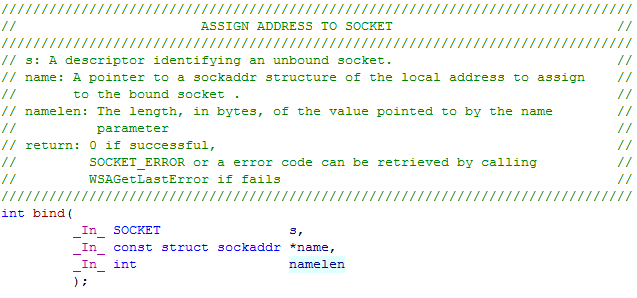 ///////////////////////////////////////////////////////////////////////////////
//                       ASSIGN ADDRESS TO SOCKET                            //
///////////////////////////////////////////////////////////////////////////////
// s: A descriptor identifying an unbound socket.                            //
// name: A pointer to a sockaddr structure of the local address to assign    //
//       to the bound socket .                                               //
// namelen: The length, in bytes, of the value pointed to by the name        //
//          parameter                                                        //
// return: 0 if successful,                                                  //
//         SOCKET_ERROR or a error code can be retrieved by calling          //
//         WSAGetLastError if fails                                          //
///////////////////////////////////////////////////////////////////////////////
int bind(
         _In_ SOCKET                s,
         _In_ const struct sockaddr *name,
         _In_ int                   namelen
         );